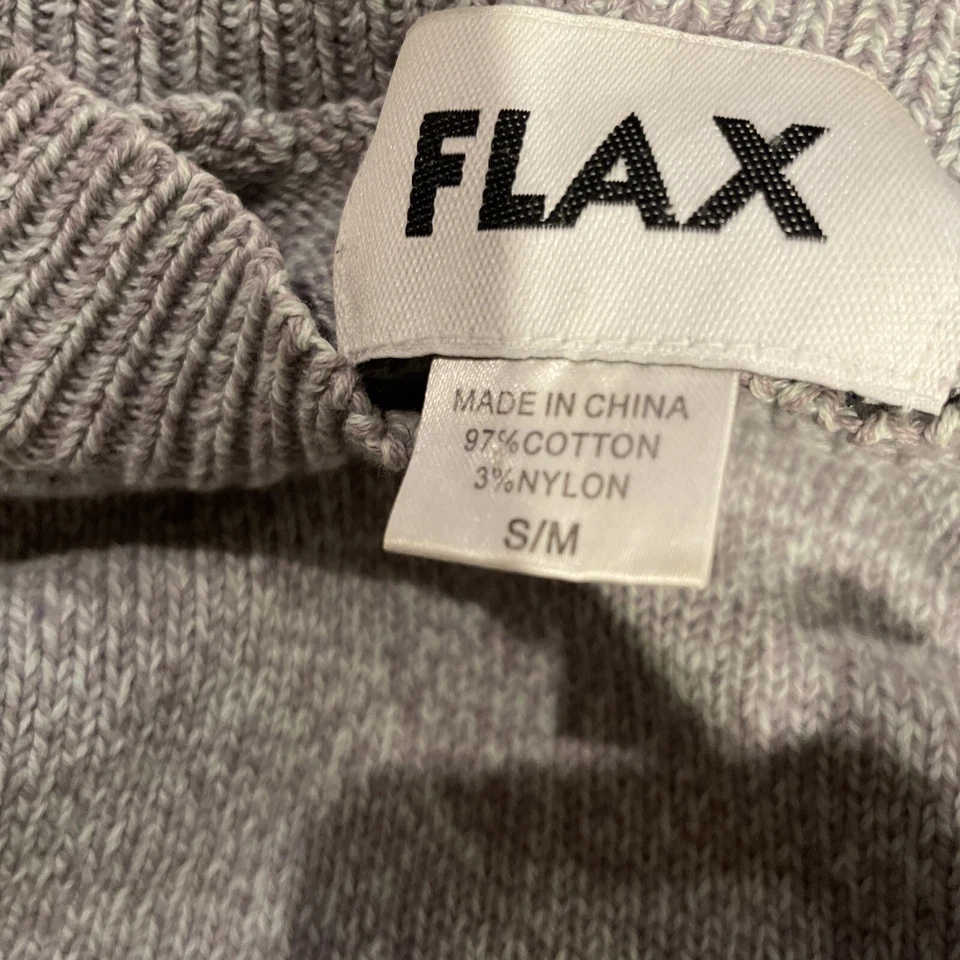 FLAX
MADE IN CHINA
97%COTTON
3%NYLON
S/M